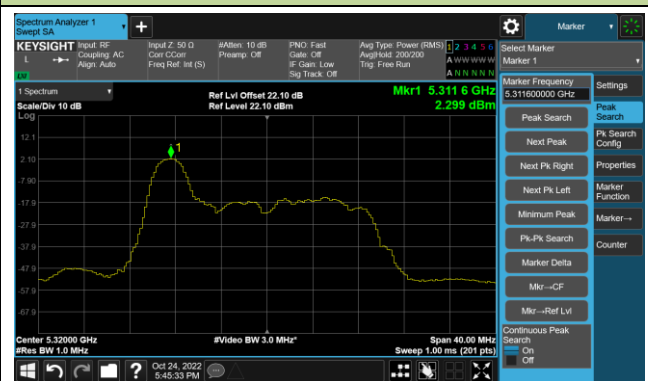 Spectrum Analyzer 1
Swept SA
Marker
KEYSIGHT
L
Input: RF
Coupling: AC
Align: Auto
Input Z: 50 Ω
Corr CCorr
Freq Ref: Int (S)
#Atten: 10 dB
Preamp: Off
PNO: Fast
Gate: Off
IF Gain: Low
Sig Track: Off
Avg Type: Power (RMS)
Avg|Hold: 200/200
Trig: Free Run
1 2 3 4 5 6
A W W W W W
A N N N N N
LXI
Select Marker
Marker 1
1 Spectrum
Scale/Div 10 dB
Log
Ref Lvl Offset 22.10 dB
Ref Level 22.10 dBm
Mkr1 5.311 6 GHz
2.299 dBm
12.1
2.10
-7.90
-17.9
-27.9
-37.9
-47.9
-57.9
-67.9
1
Center 5.32000 GHz
#Res BW 1.0 MHz
#Video BW 3.0 MHz*
Span 40.00 MHz
Sweep 1.00 ms (201 pts)
Marker Frequency
5.311600000 GHz
Peak Search
Next Peak
Next Pk Right
Next Pk Left
Minimum Peak
Pk-Pk Search
Marker Delta
Mkr→CF
Mkr→Ref Lvl
Continuous Peak
Search
On
Off
Settings
Peak
Search
Pk Search
Config
Properties
Marker
Function
Marker→
Counter
?
Oct 24, 2022
5:45:33 PM